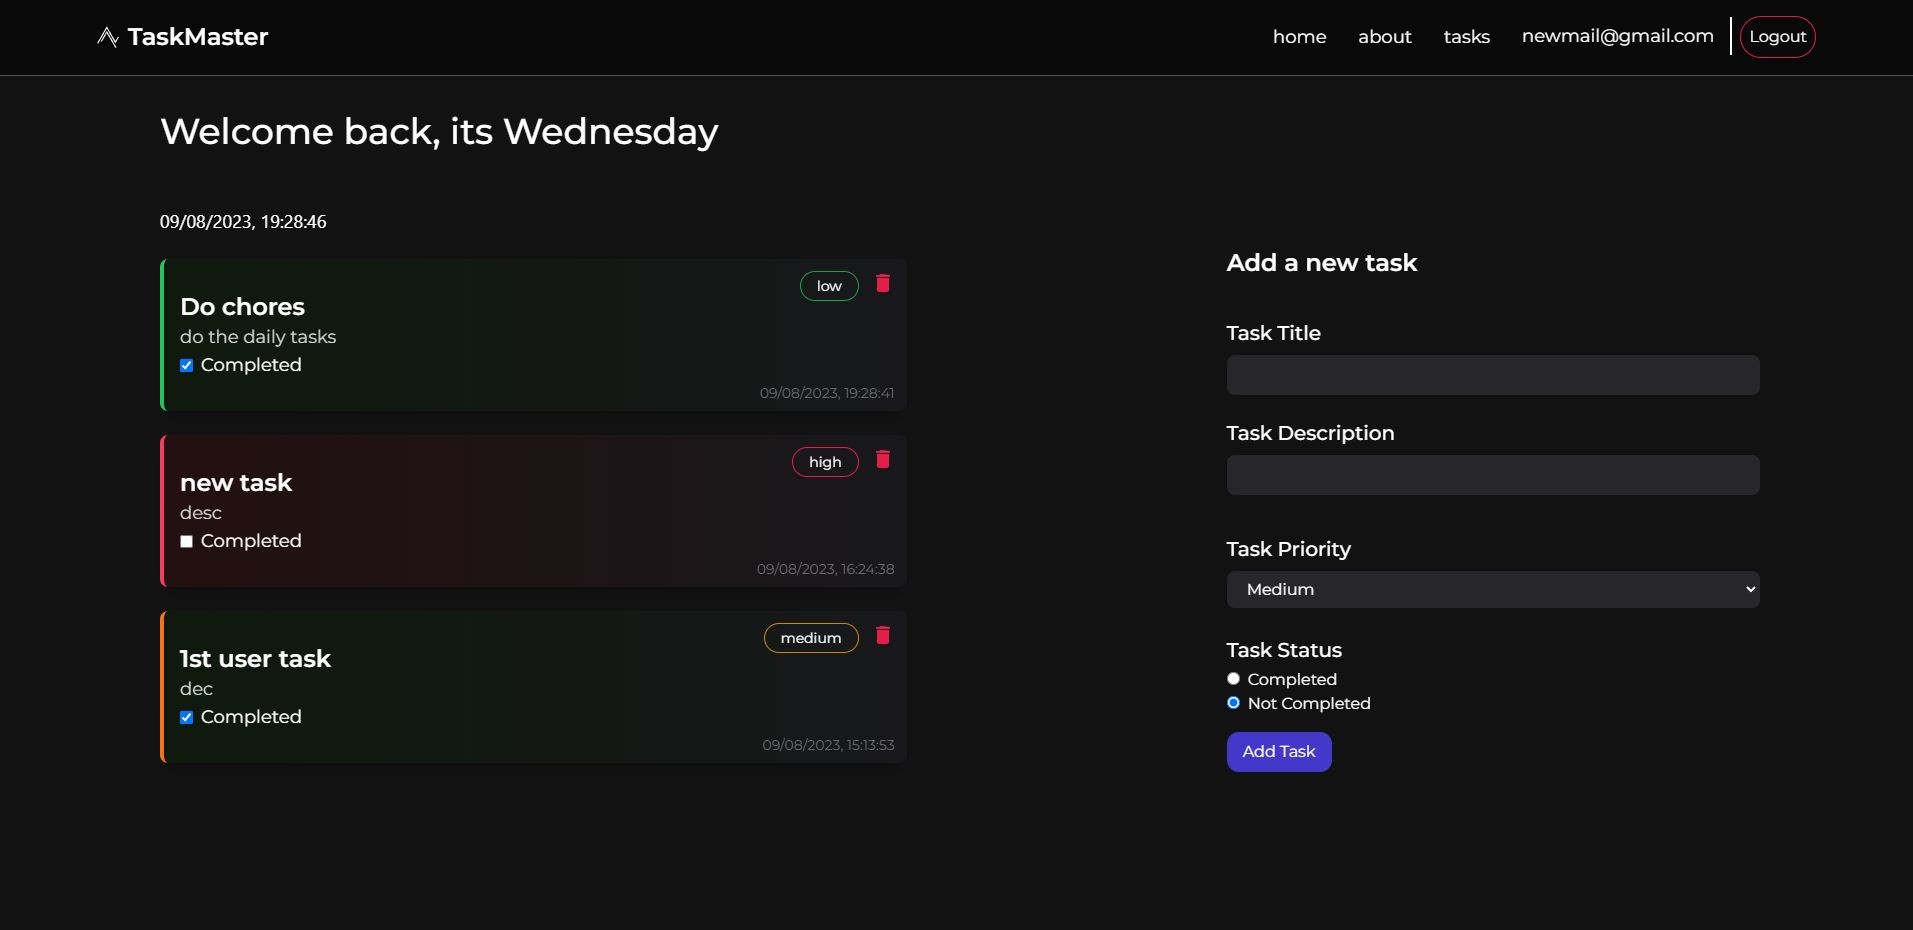 TaskMaster
home
about
tasks
newmail@gmail.com
Logout
Welcome back, its Wednesday
09/08/2023, 19:28:46
low
Do chores
do the daily tasks
Completed
09/08/2023, 19:28:41
high
new task
desc
Completed
09/08/2023, 16:24:38
medium
1st user task
dec
Completed
09/08/2023, 15:13:53
Add a new task
Task Title
Task Description
Task Priority
Medium
Task Status
Completed
Not Completed
Add Task